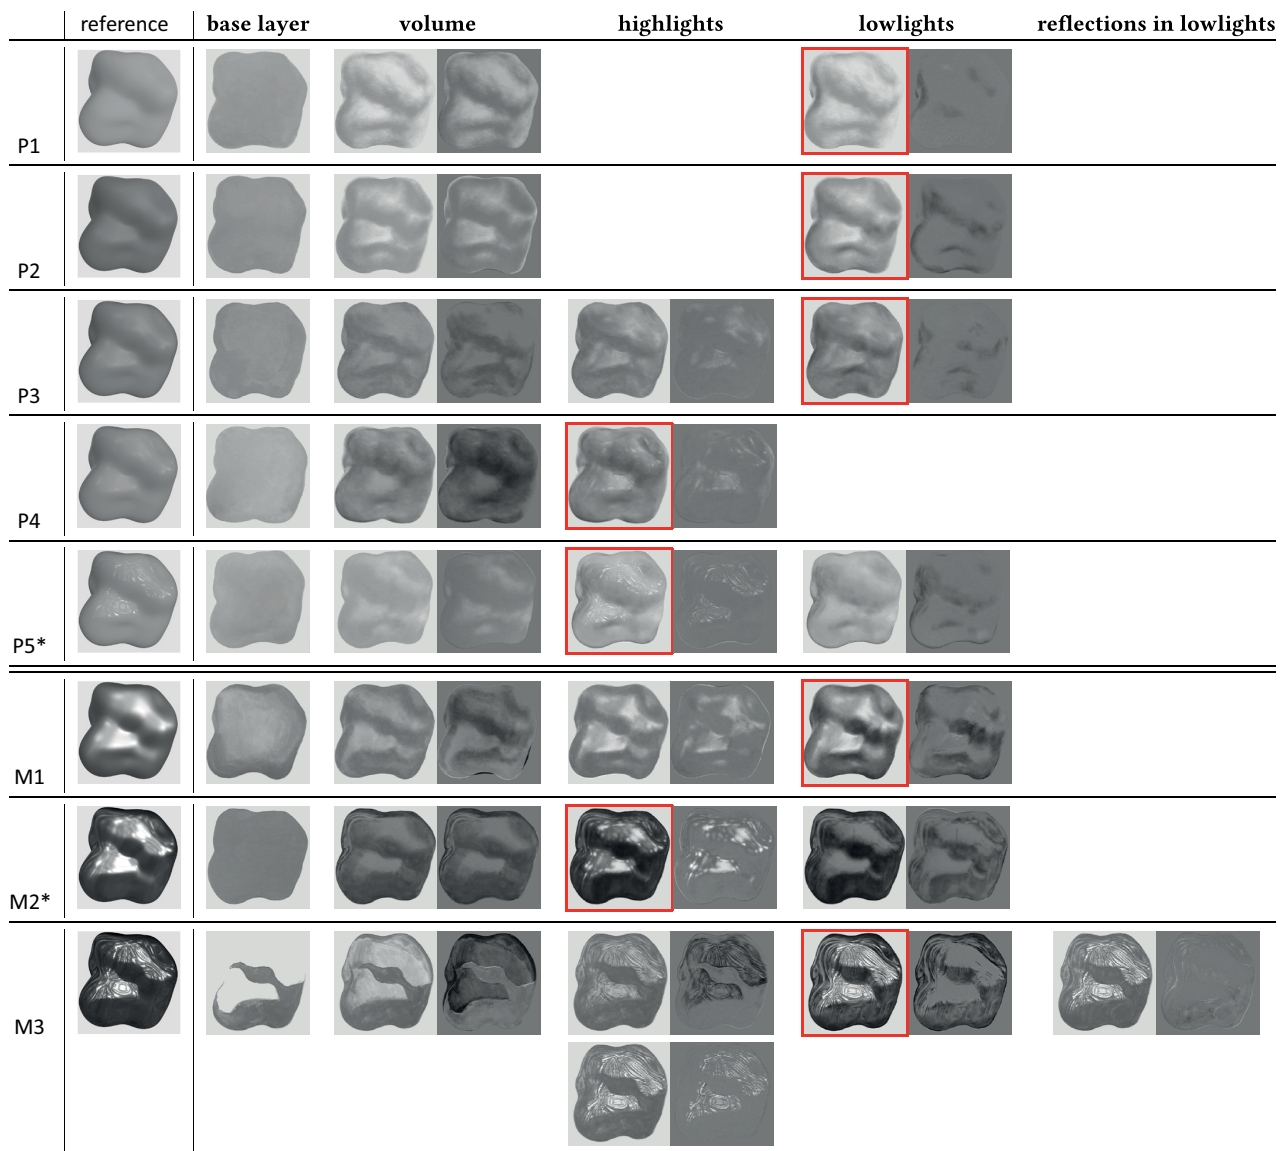 reference base layer volume highlights lowlights reflections in lowlights
P1
P2
P3
P4
P5*
M1
M2*
M3